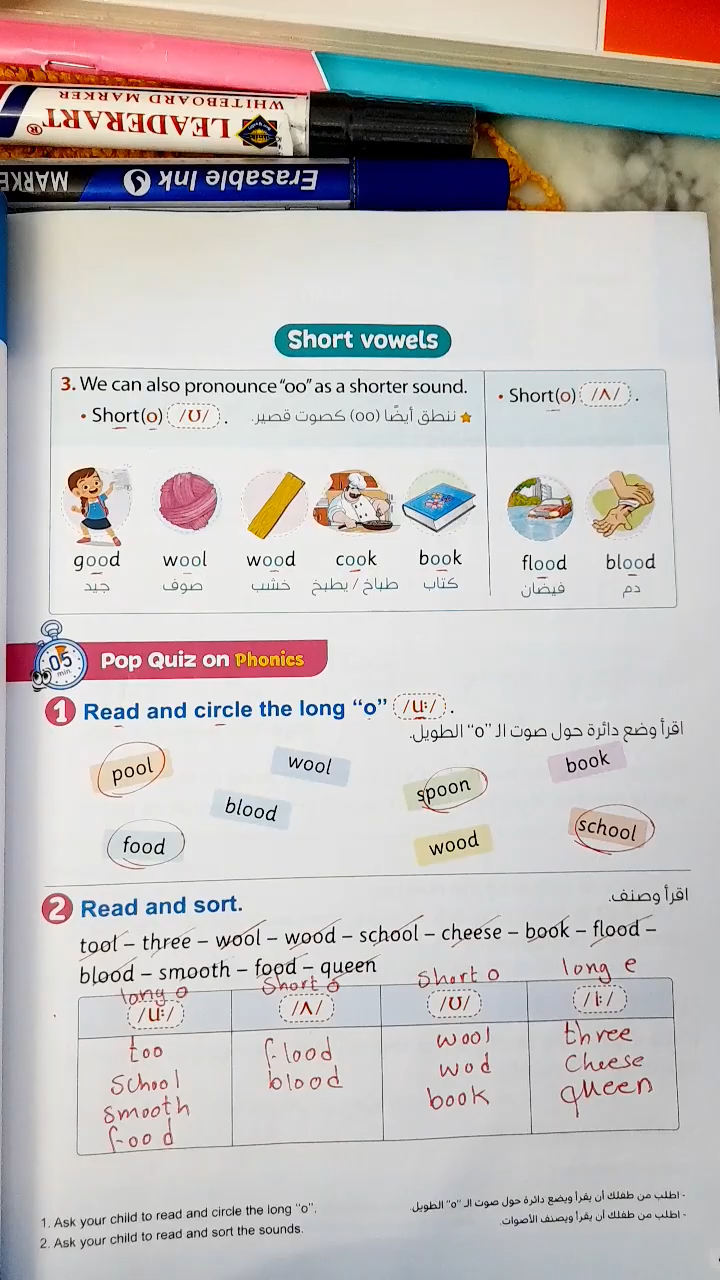 WHITEBOARD MARKER
LEADERART®
MARKE
Erasable Ink
Short vowels
3. We can also pronounce “oo” as a shorter sound.
• Short(o) /ʊ/ .
ننطق أيضًا (oo) كصوت قصير.
• Short(o) /ʌ/ .
good wool wood cook book flood blood
جيد صوف خشب طباخ / يطبخ كتاب فيضان دم
05 min
Pop Quiz on Phonics
1 Read and circle the long “o” /u:/ .
اقرأ وضع دائرة حول صوت الـ “o” الطويل.
pool wool spoon book
blood
food wood school
2 Read and sort.
اقرأ وصنف.
tool – three – wool – wood – school – cheese – book – flood –
blood – smooth – food – queen
long o short o short o long e
/u:/ /ʌ/ /ʊ/ /i:/
too flood wool three
school blood wod cheese
smooth book queen
food
1. Ask your child to read and circle the long “o”.
- اطلب من طفلك أن يقرأ ويضع دائرة حول صوت الـ “o” الطويل.
2. Ask your child to read and sort the sounds.
- اطلب من طفلك أن يقرأ ويصنف الأصوات.